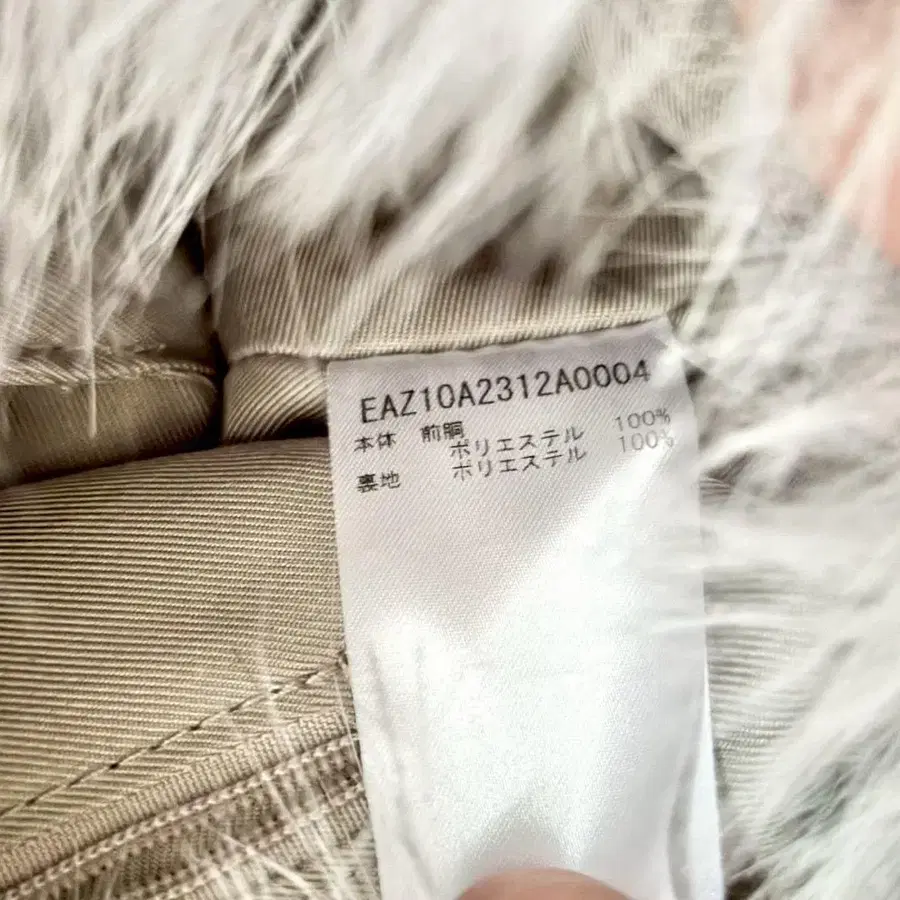 EAZ10A2312A0004
本体 前胴
ポリエステル 100%
裏地 ポリエステル 100%